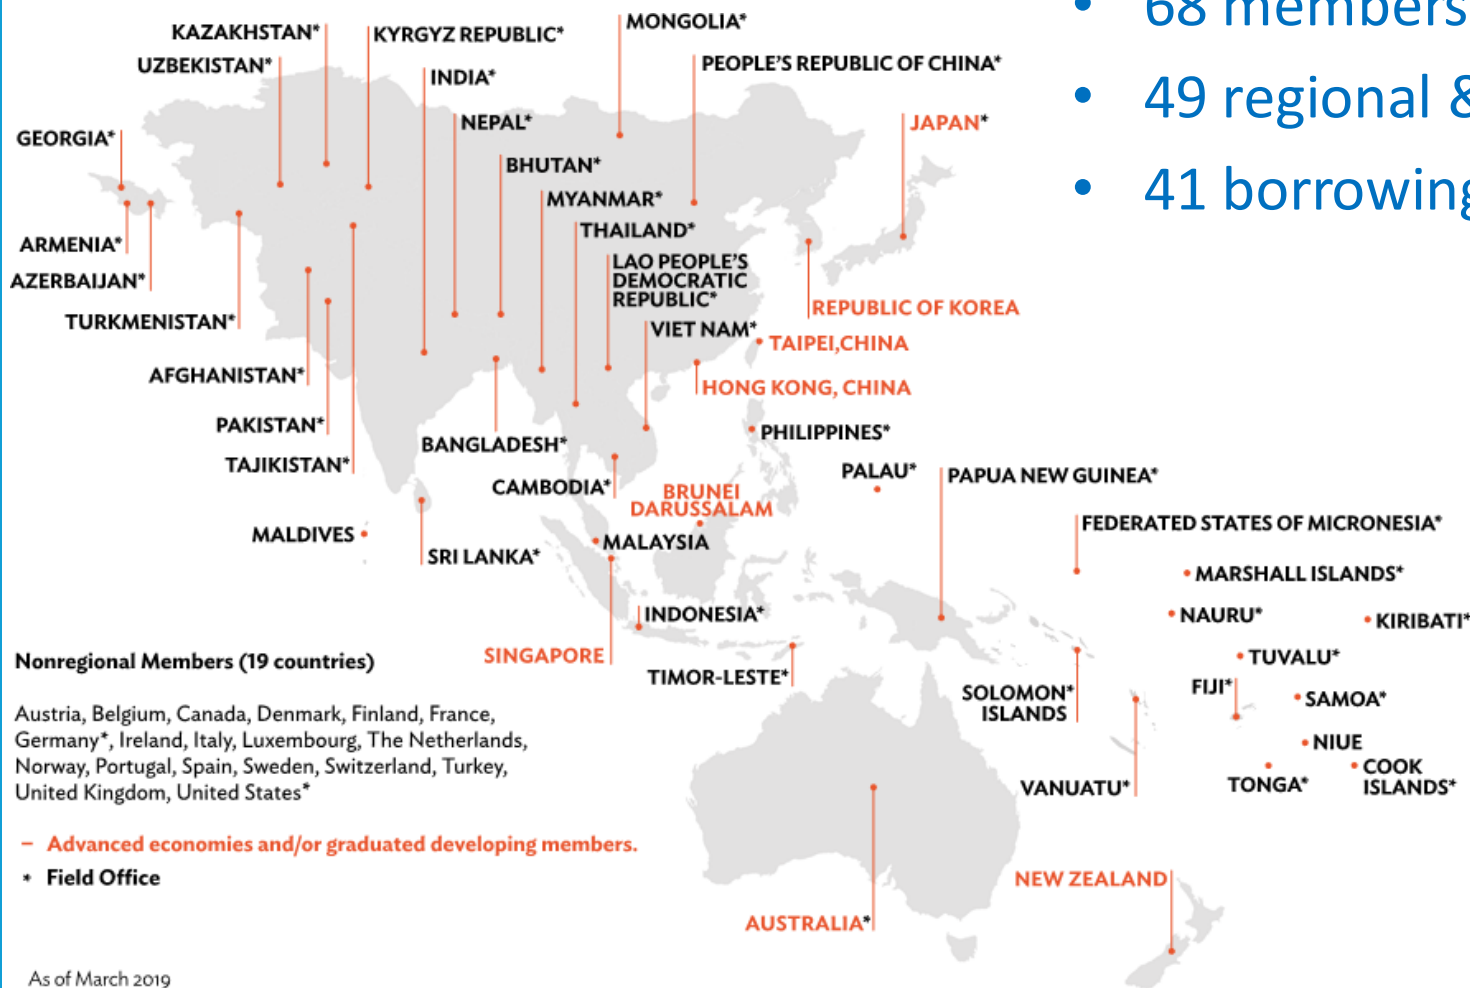 68 members
49 regional &
41 borrowing
KAZAKHSTAN*
KYRGYZ REPUBLIC*
MONGOLIA*
UZBEKISTAN*
INDIA*
PEOPLE'S REPUBLIC OF CHINA*
GEORGIA*
NEPAL*
JAPAN*
BHUTAN*
MYANMAR*
THAILAND*
ARMENIA*
LAO PEOPLE'S
DEMOCRATIC
REPUBLIC*
AZERBAIJAN*
REPUBLIC OF KOREA
TURKMENISTAN*
VIET NAM*
TAIPEI,CHINA
AFGHANISTAN*
HONG KONG, CHINA
PAKISTAN*
BANGLADESH*
PHILIPPINES*
TAJIKISTAN*
PALAU*
PAPUA NEW GUINEA*
CAMBODIA*
BRUNEI
DARUSSALAM
FEDERATED STATES OF MICRONESIA*
MALDIVES
MALAYSIA
SRI LANKA*
MARSHALL ISLANDS*
INDONESIA*
NAURU*
KIRIBATI*
SINGAPORE
TUVALU*
TIMOR-LESTE*
FIJI*
SOLOMON*
ISLANDS
SAMOA*
NIUE
VANUATU*
TONGA*
COOK
ISLANDS*
Nonregional Members (19 countries)
Austria, Belgium, Canada, Denmark, Finland, France,
Germany*, Ireland, Italy, Luxembourg, The Netherlands,
Norway, Portugal, Spain, Sweden, Switzerland, Turkey,
United Kingdom, United States*
– Advanced economies and/or graduated developing members.
* Field Office
NEW ZEALAND
AUSTRALIA*
As of March 2019